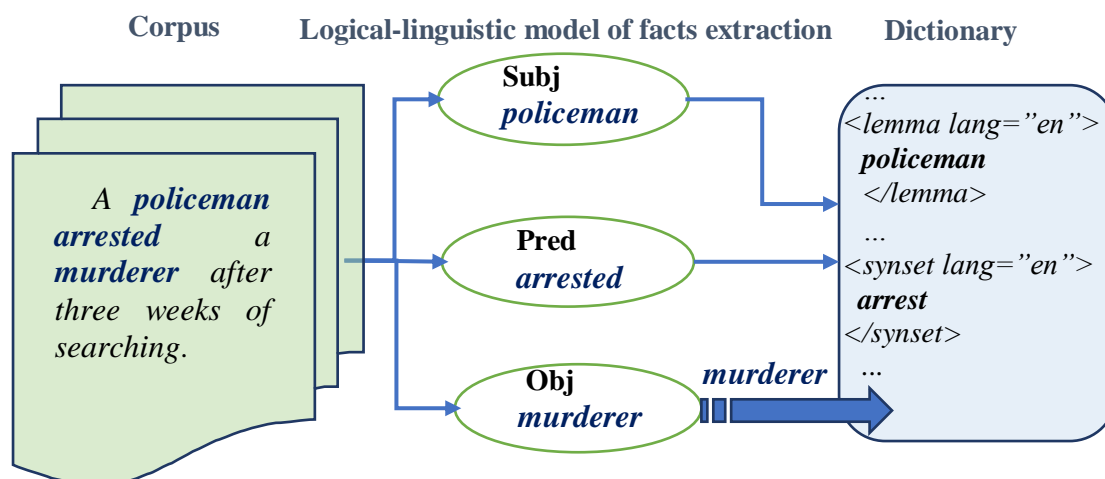 Corpus
Logical-linguistic model of facts extraction
Dictionary
A policeman
arrested a
murderer after
three weeks of
searching.
Subj
policeman
Pred
arrested
Obj
murderer
murderer
...
<lemma lang=”en”>
policeman
</lemma>
...
<synset lang=”en”>
arrest
</synset>
...